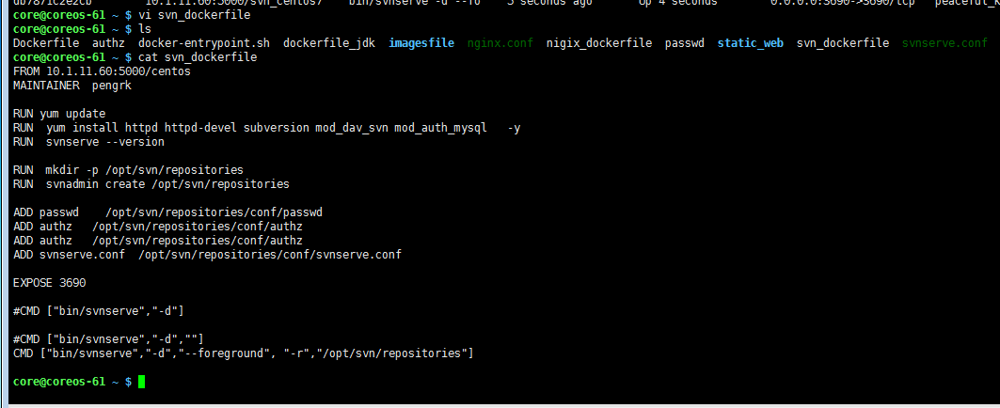 db7871c2e2cb 10.1.11.60:5000/svn_centos7 "bin/svnserve -d --fo" 5 seconds ago Up 4 seconds 0.0.0.0:3690->3690/tcp peaceful_k
core@coreos-61 ~ $ vi svn_dockerfile
core@coreos-61 ~ $ ls
Dockerfile authz docker-entrypoint.sh dockerfile_jdk imagesfile nginx.conf nigix_dockerfile passwd static_web svn_dockerfile svnserve.conf
core@coreos-61 ~ $ cat svn_dockerfile
FROM 10.1.11.60:5000/centos
MAINTAINER pengrk

RUN yum update
RUN yum install httpd httpd-devel subversion mod_dav_svn mod_auth_mysql -y
RUN svnserve --version

RUN mkdir -p /opt/svn/repositories
RUN svnadmin create /opt/svn/repositories

ADD passwd /opt/svn/repositories/conf/passwd
ADD authz /opt/svn/repositories/conf/authz
ADD authz /opt/svn/repositories/conf/authz
ADD svnserve.conf /opt/svn/repositories/conf/svnserve.conf

EXPOSE 3690

#CMD ["bin/svnserve","-d"]

#CMD ["bin/svnserve","-d",""]
CMD ["bin/svnserve","-d","--foreground", "-r","/opt/svn/repositories"]

core@coreos-61 ~ $